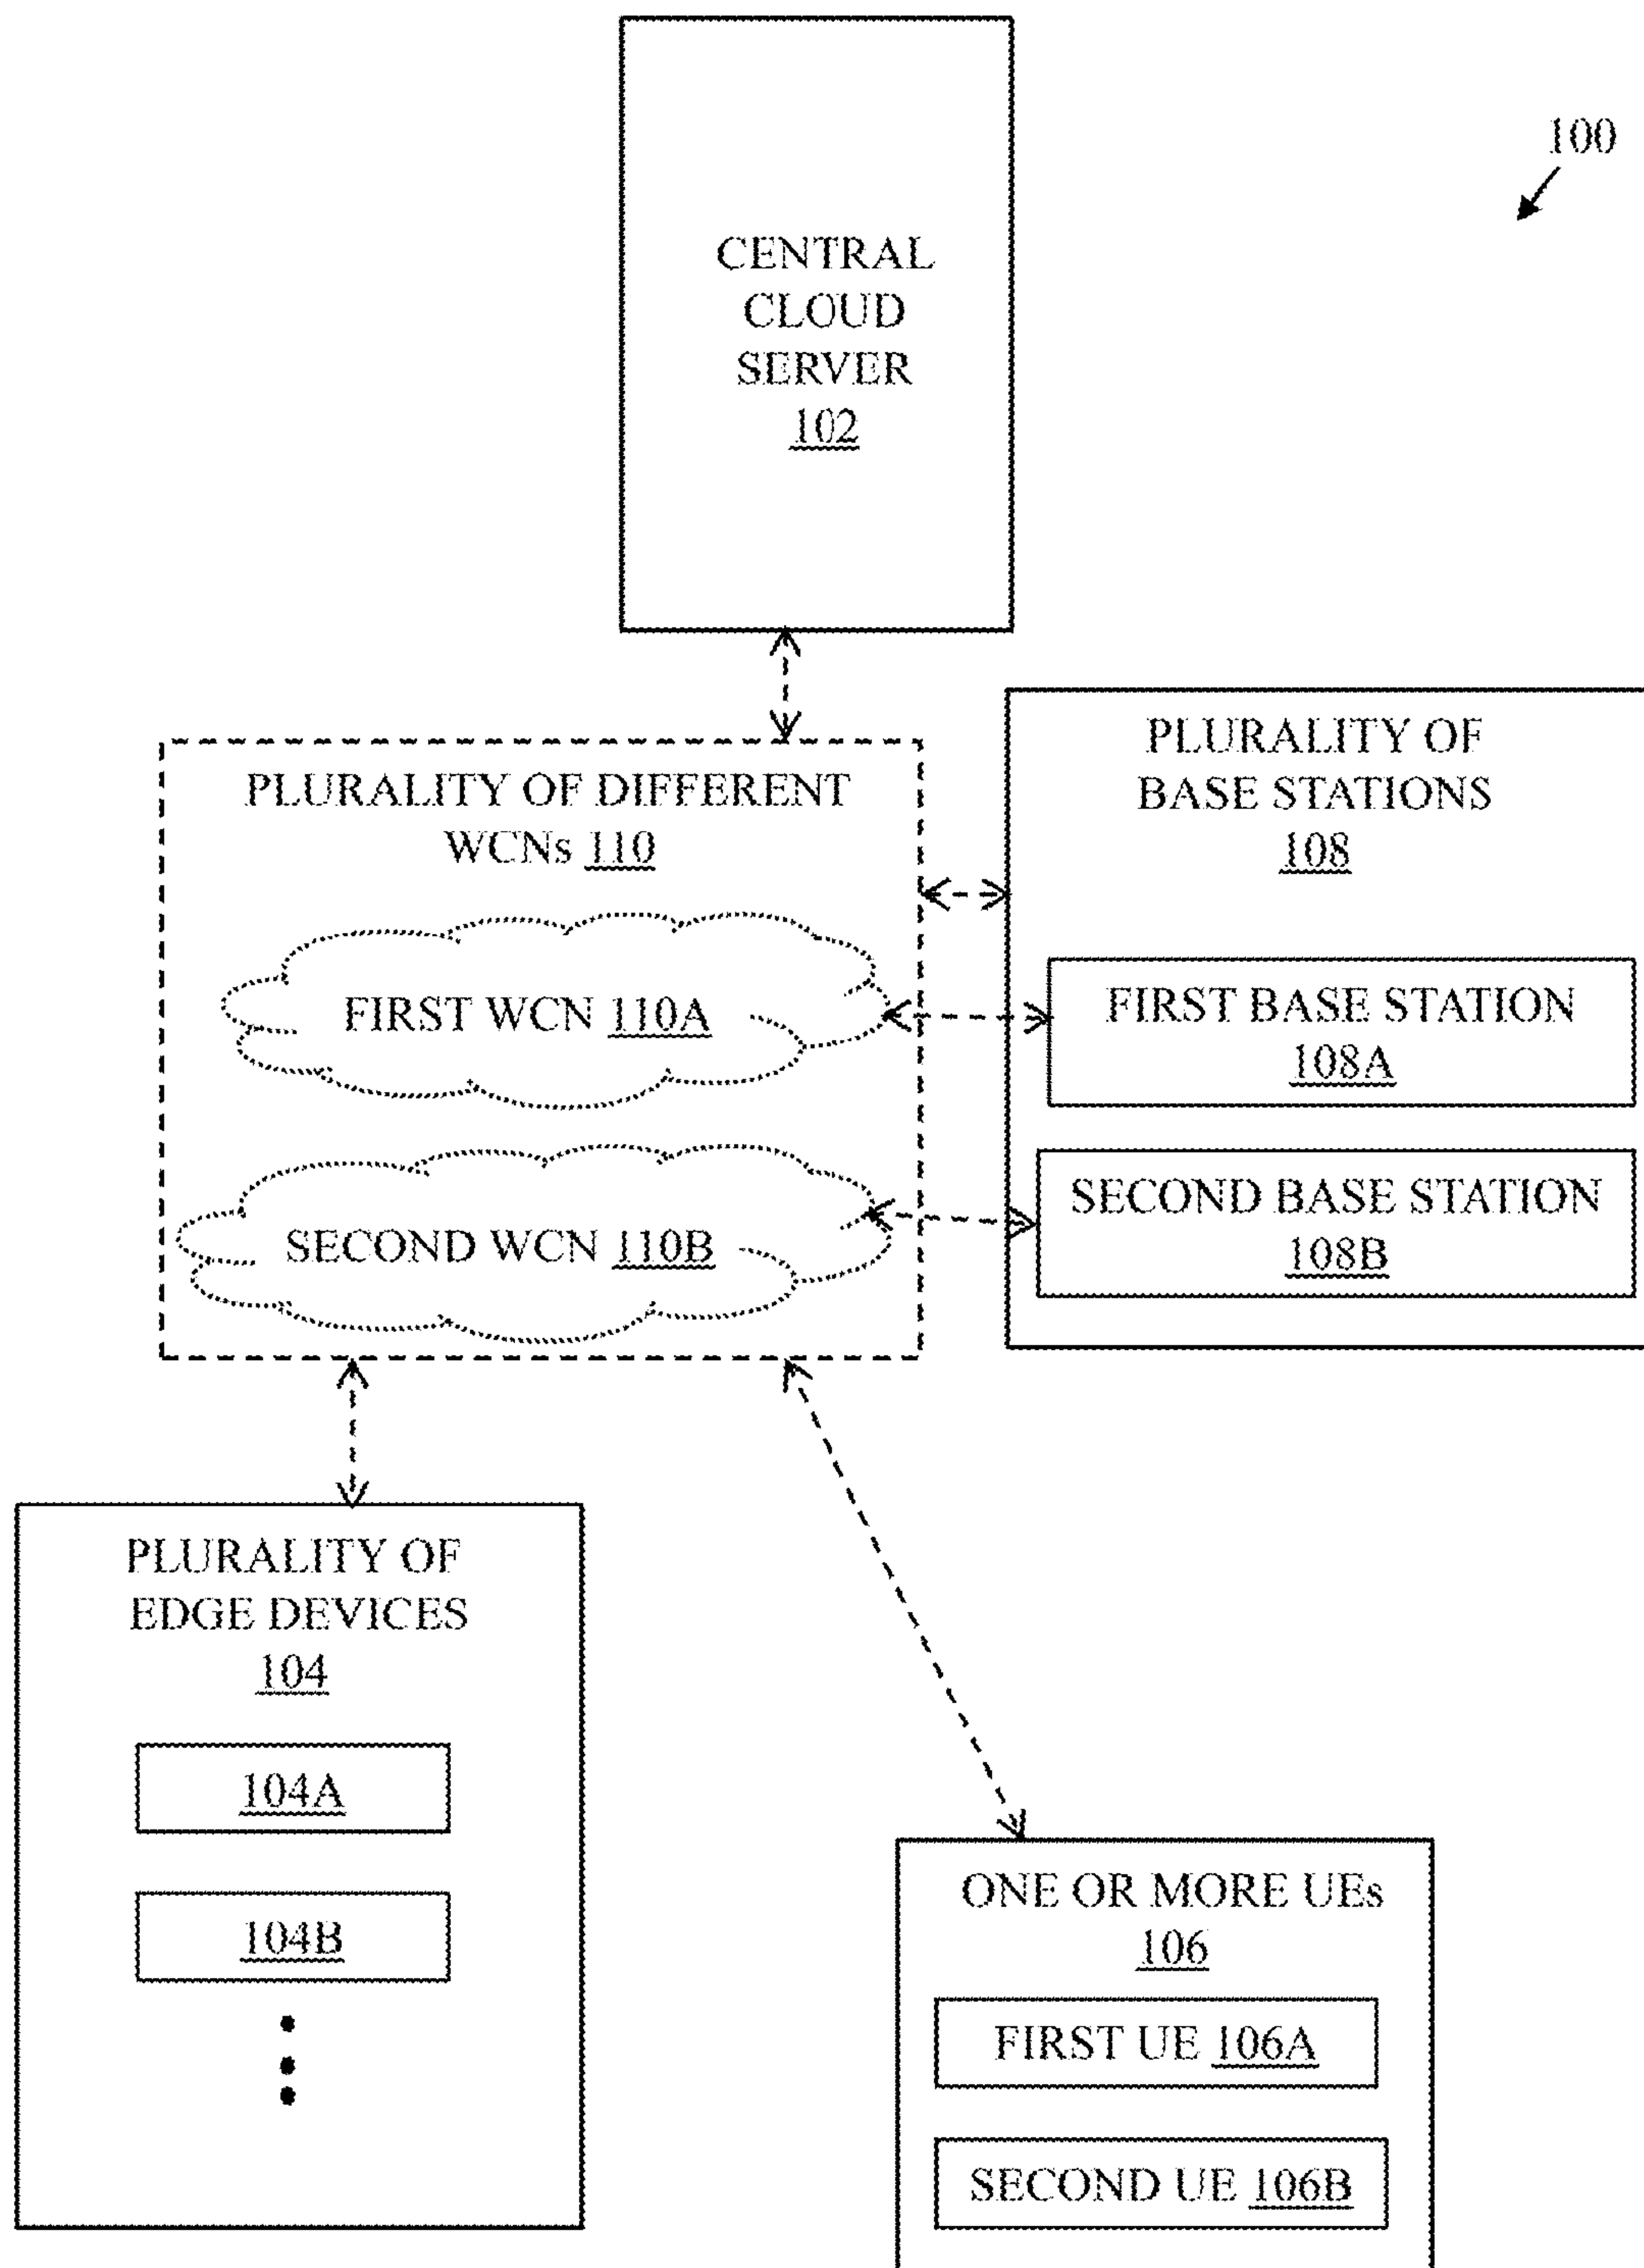 100
CENTRAL
CLOUD
SERVER
102
PLURALITY OF DIFFERENT
WCNs 110
FIRST WCN 110A
SECOND WCN 110B
PLURALITY OF
BASE STATIONS
108
FIRST BASE STATION
108A
SECOND BASE STATION
108B
PLURALITY OF
EDGE DEVICES
104
104A
104B
ONE OR MORE UEs
106
FIRST UE 106A
SECOND UE 106B